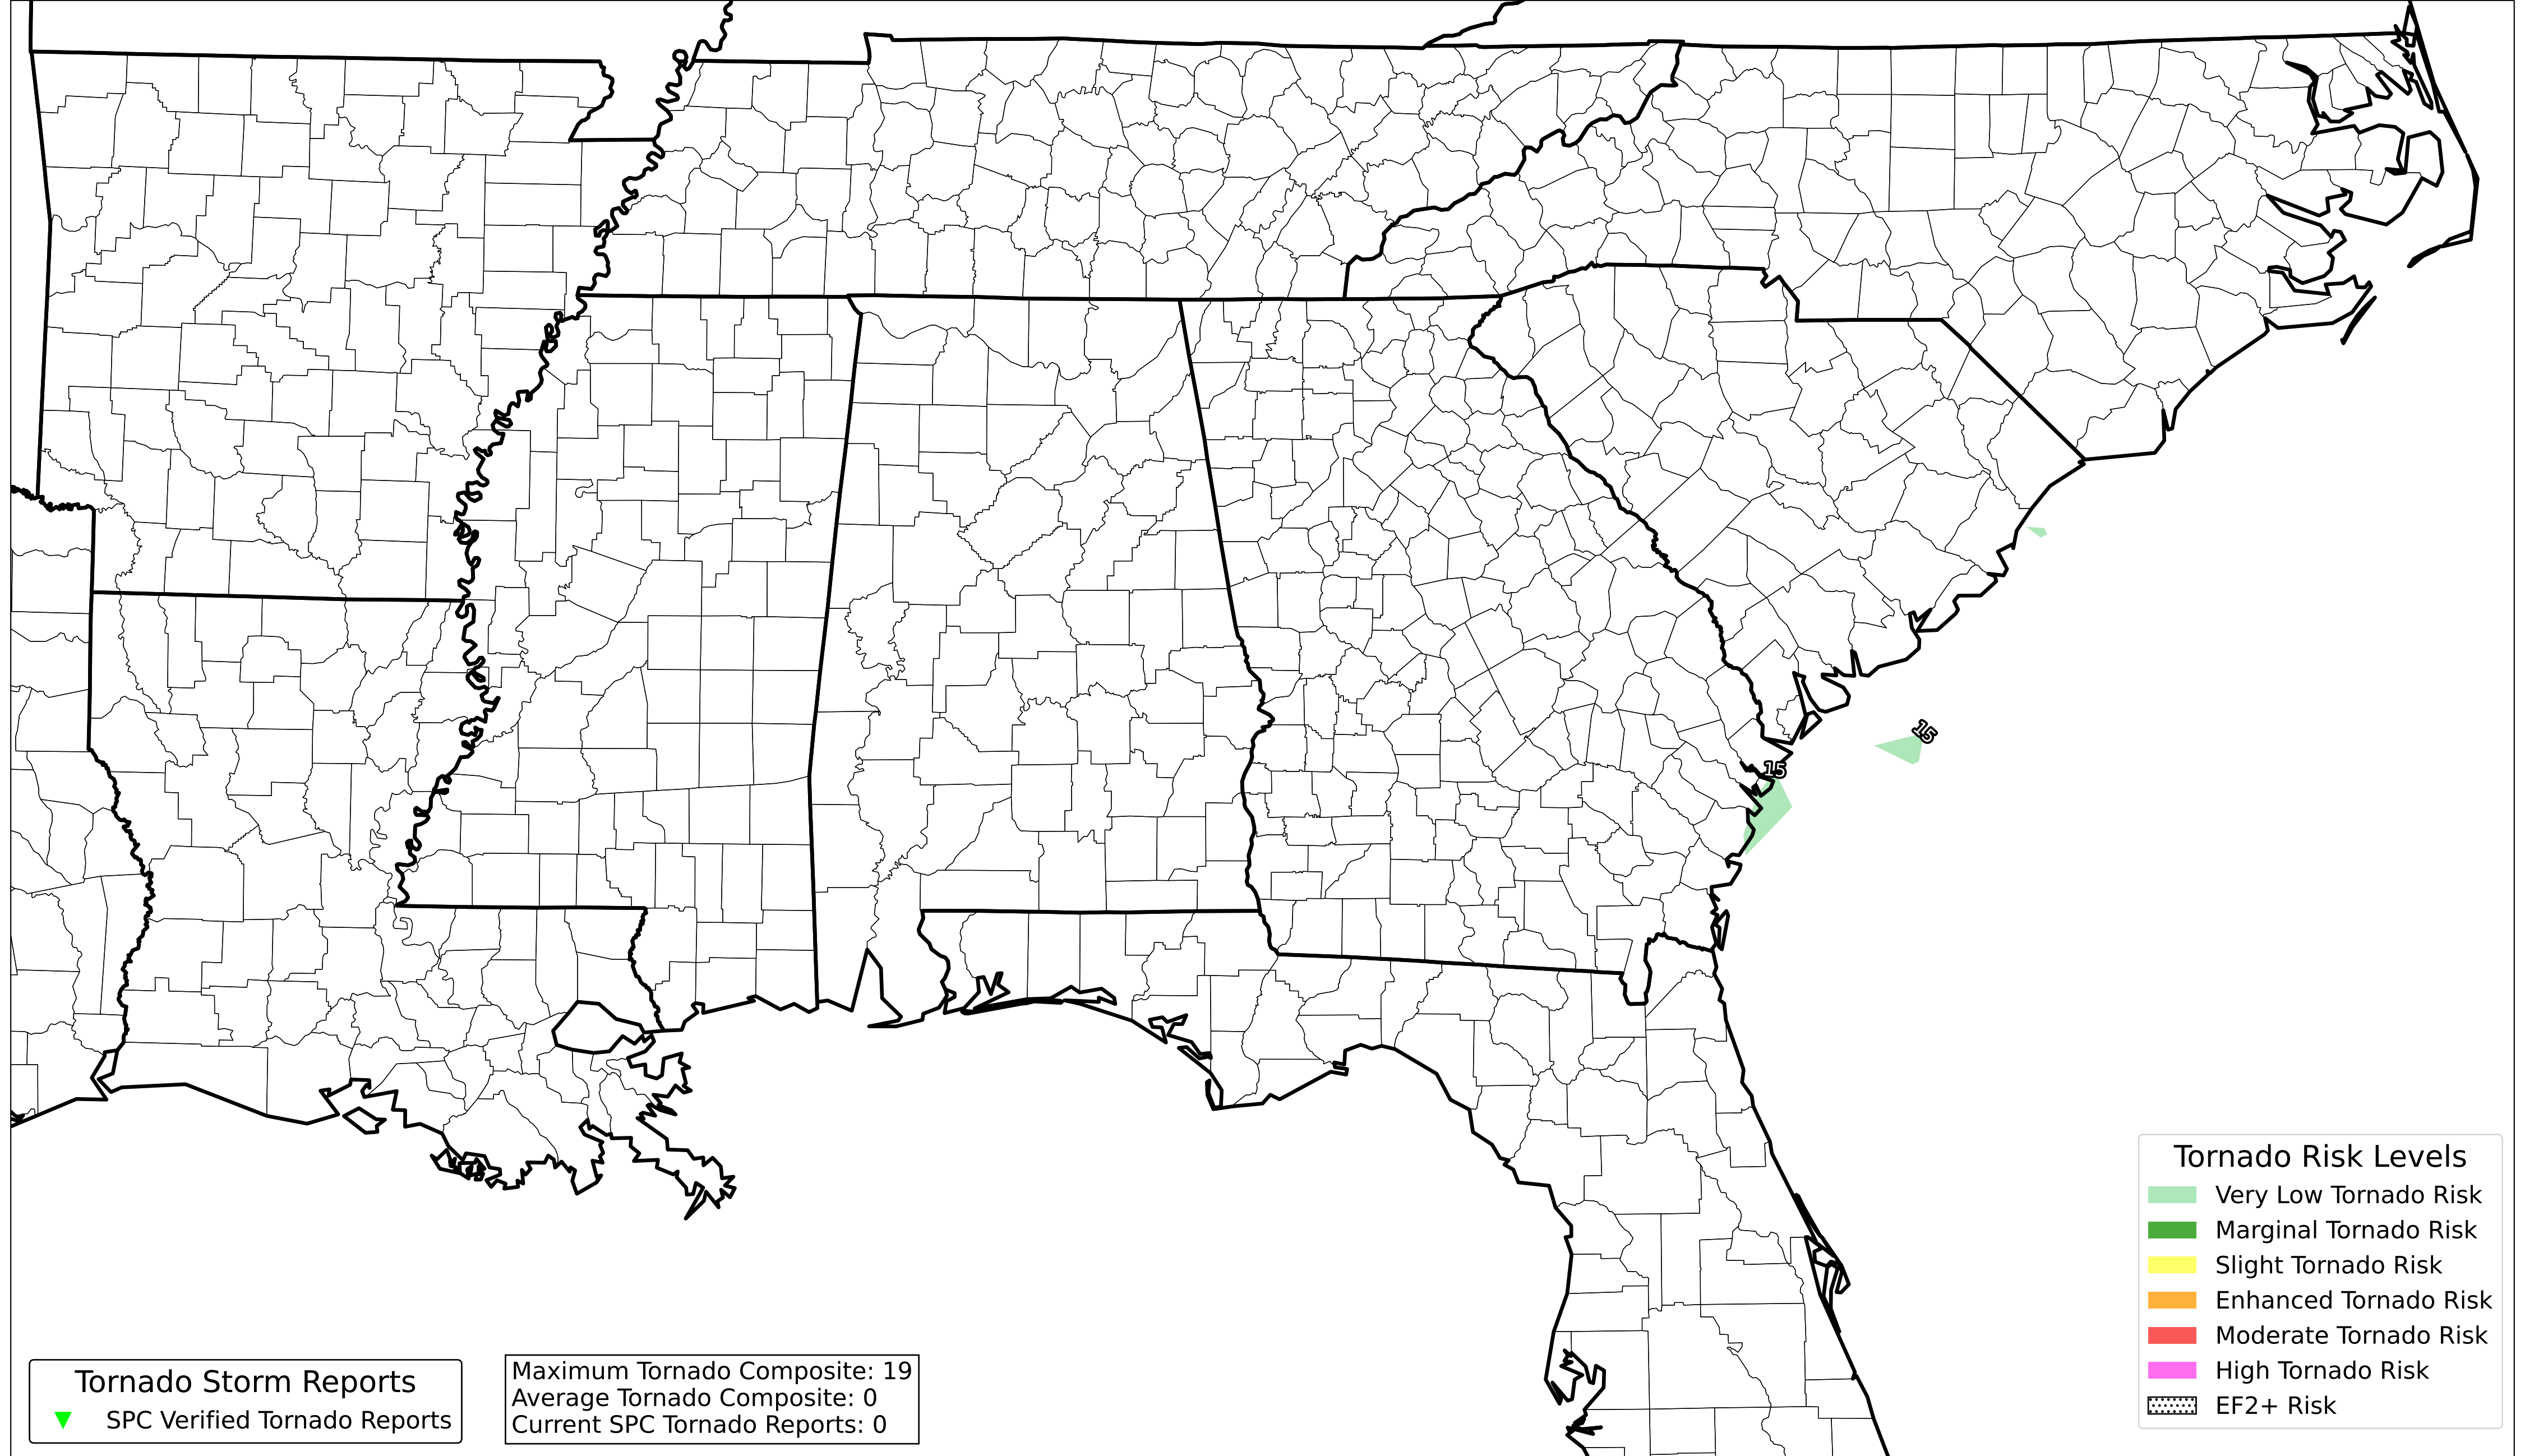 15
15
Tornado Risk Levels
Very Low Tornado Risk
Marginal Tornado Risk
Slight Tornado Risk
Enhanced Tornado Risk
Moderate Tornado Risk
High Tornado Risk
EF2+ Risk
Tornado Storm Reports
SPC Verified Tornado Reports
Maximum Tornado Composite: 19
Average Tornado Composite: 0
Current SPC Tornado Reports: 0